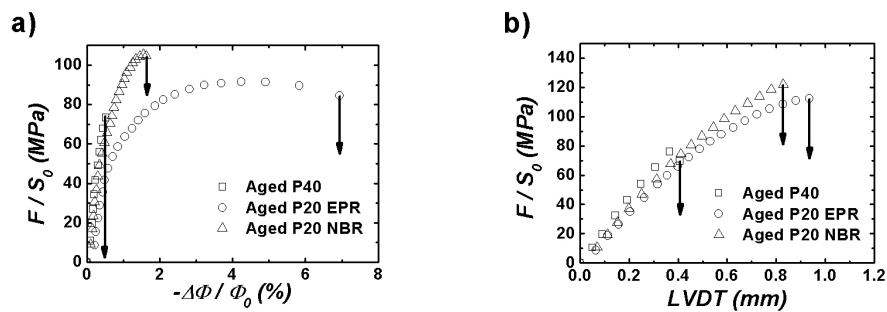 a)
F / S0 (MPa)
100
80
60
40
20
0
0
2
4
6
8
-ΔΦ / Φ0 (%)
Aged P40
Aged P20 EPR
Aged P20 NBR
b)
F / S0 (MPa)
140
120
100
80
60
40
20
0
0.0
0.2
0.4
0.6
0.8
1.0
1.2
LVDT (mm)
Aged P40
Aged P20 EPR
Aged P20 NBR